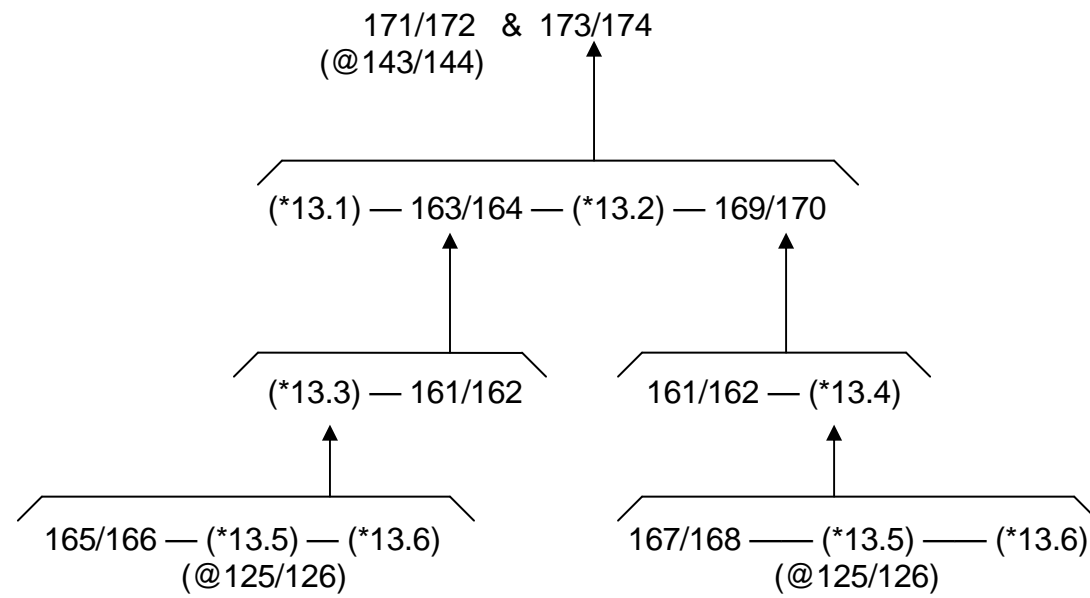 171/172 & 173/174
(@143/144)
(*13.1) — 163/164 — (*13.2) — 169/170
(*13.3) — 161/162
161/162 — (*13.4)
165/166 — (*13.5) — (*13.6)
(@125/126)
167/168 —— (*13.5) —— (*13.6)
(@125/126)